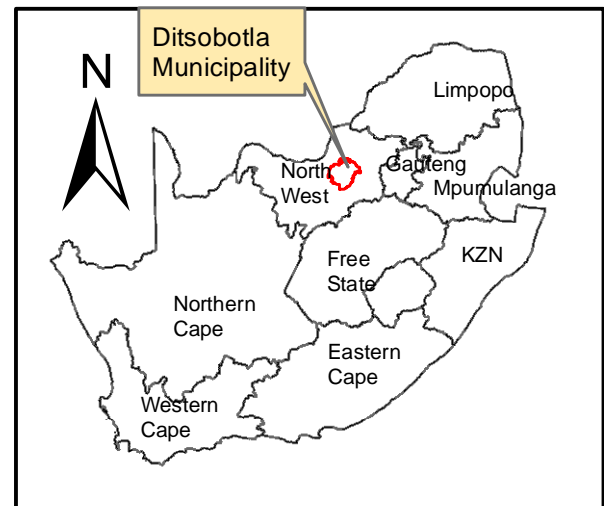 Ditsobotla
Municipality
N
Limpopo
Gauteng
North
West
Mpumulanga
KZN
Free
State
Northern
Cape
Eastern
Cape
Western
Cape